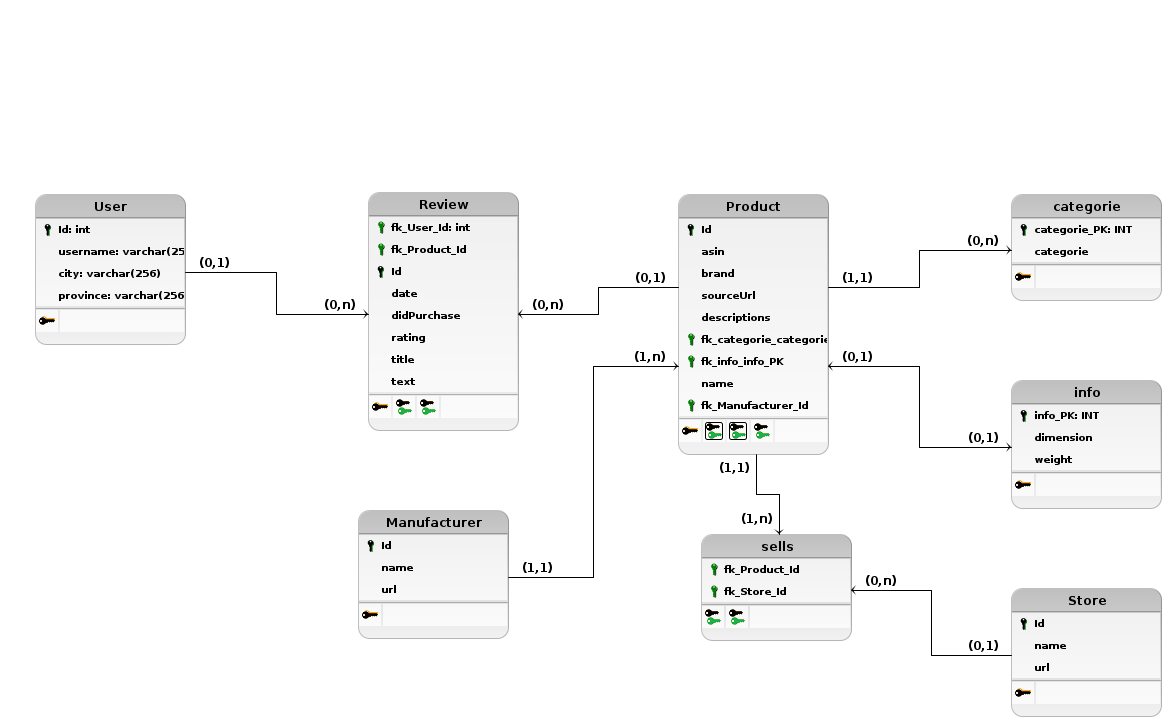 User
Id: int
username: varchar(25
city: varchar(256)
province: varchar(256
(0,1)
(0,n)
Review
fk_User_Id: int
fk_Product_Id
Id
date
didPurchase
rating
title
text
(0,n)
(0,1)
Product
Id
asin
brand
sourceUrl
descriptions
fk_categorie_categorie
fk_info_info_PK
name
fk_Manufacturer_Id
(1,1)
(0,n)
categorie
categorie_PK: INT
categorie
(1,n)
(0,1)
(0,1)
info
info_PK: INT
dimension
weight
Manufacturer
Id
name
url
(1,1)
(1,1)
(1,n)
sells
fk_Product_Id
fk_Store_Id
(0,n)
(0,1)
Store
Id
name
url